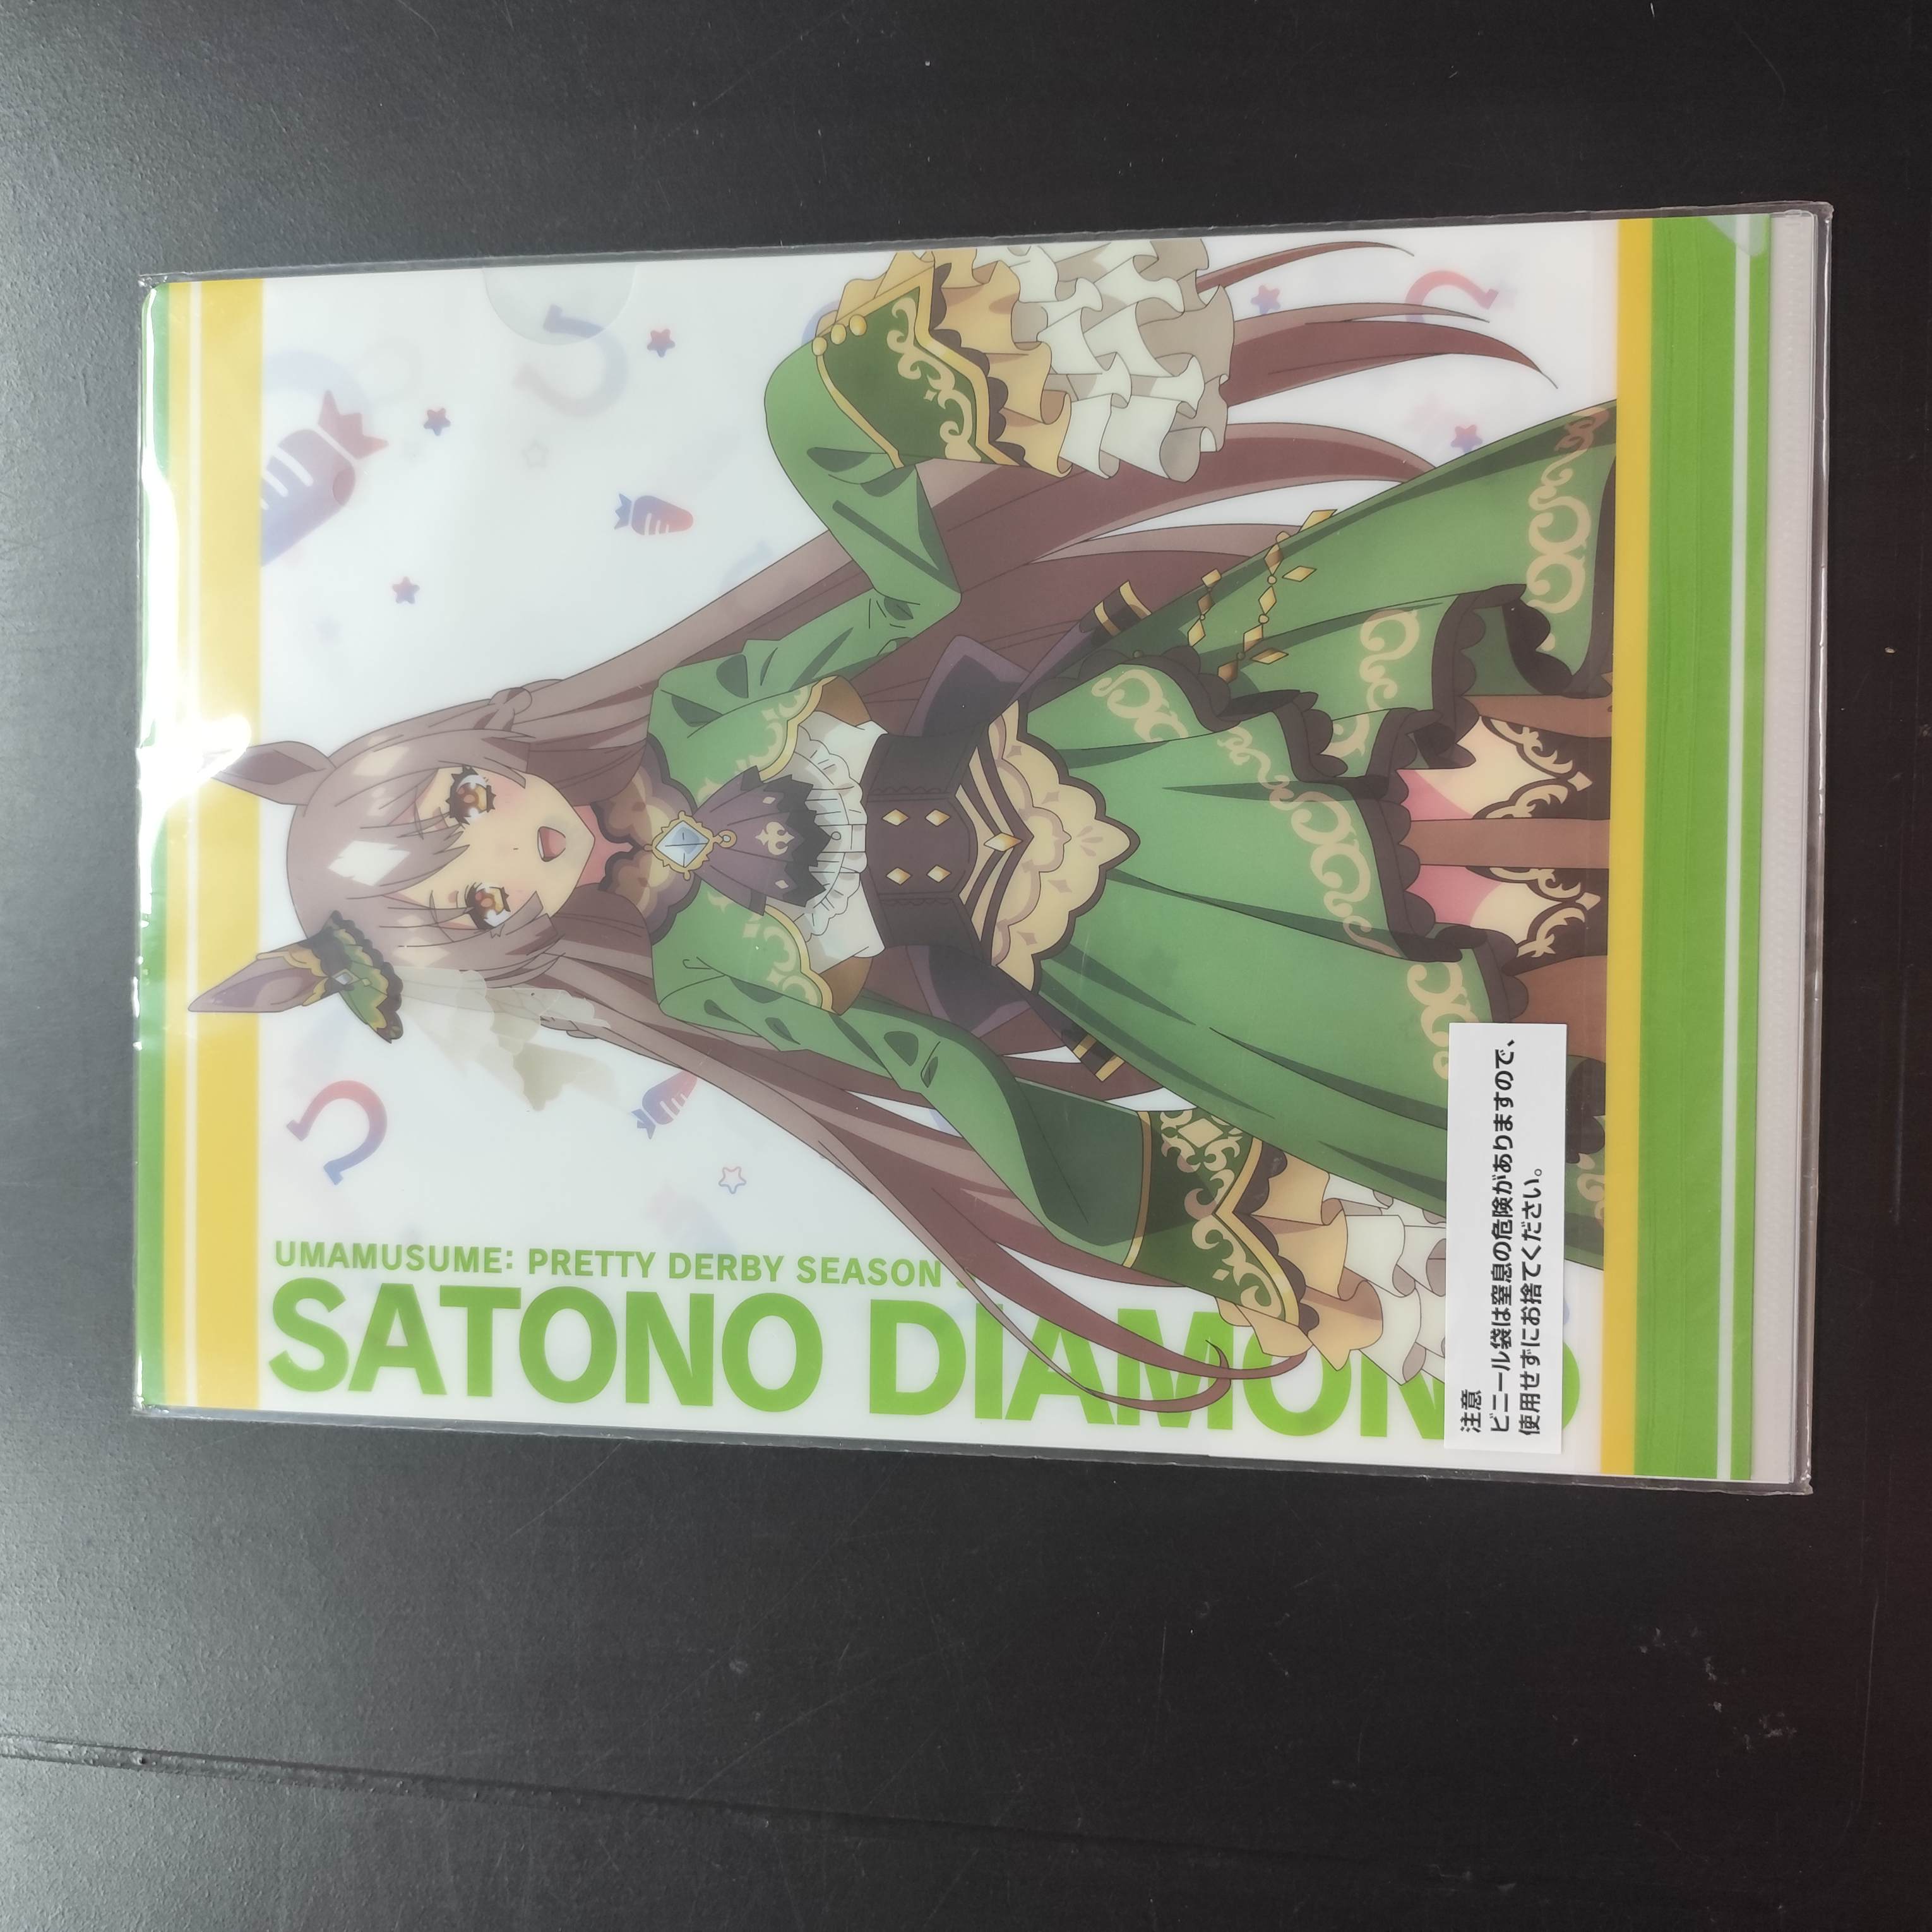 UMAMUSUME: PRETTY DERBY SEASON 3
SATONO DIAMOND
注意
ビニール袋は窒息の危険がありますので、
使用せずにお捨てください。